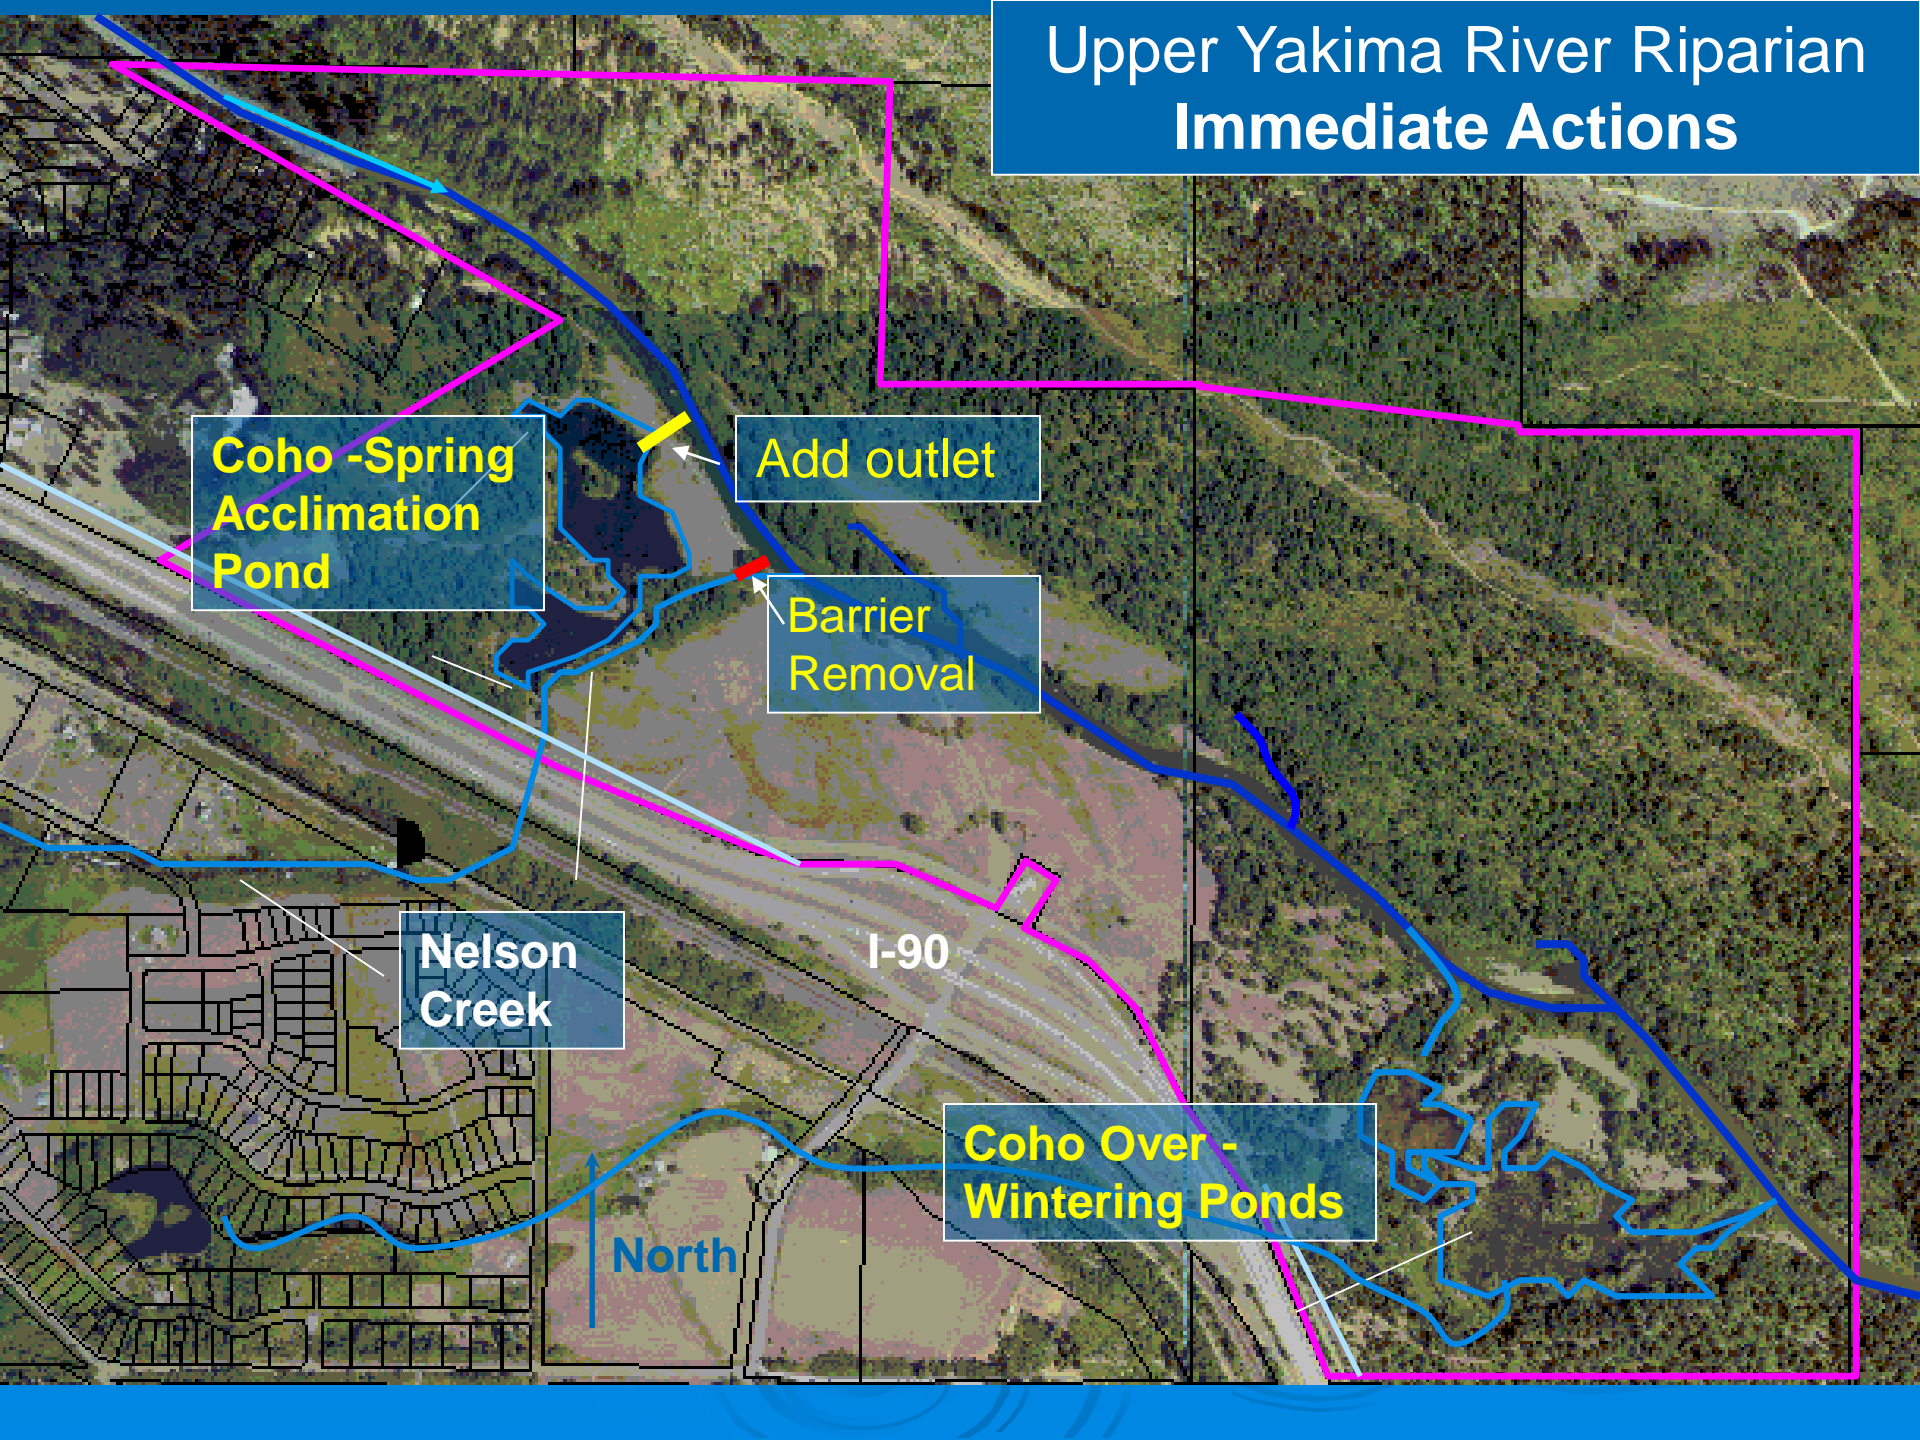 Upper Yakima River Riparian
Immediate Actions
Coho -Spring
Acclimation
Pond
Add outlet
Barrier
Removal
Nelson
Creek
I-90
Coho Over -
Wintering Ponds
North